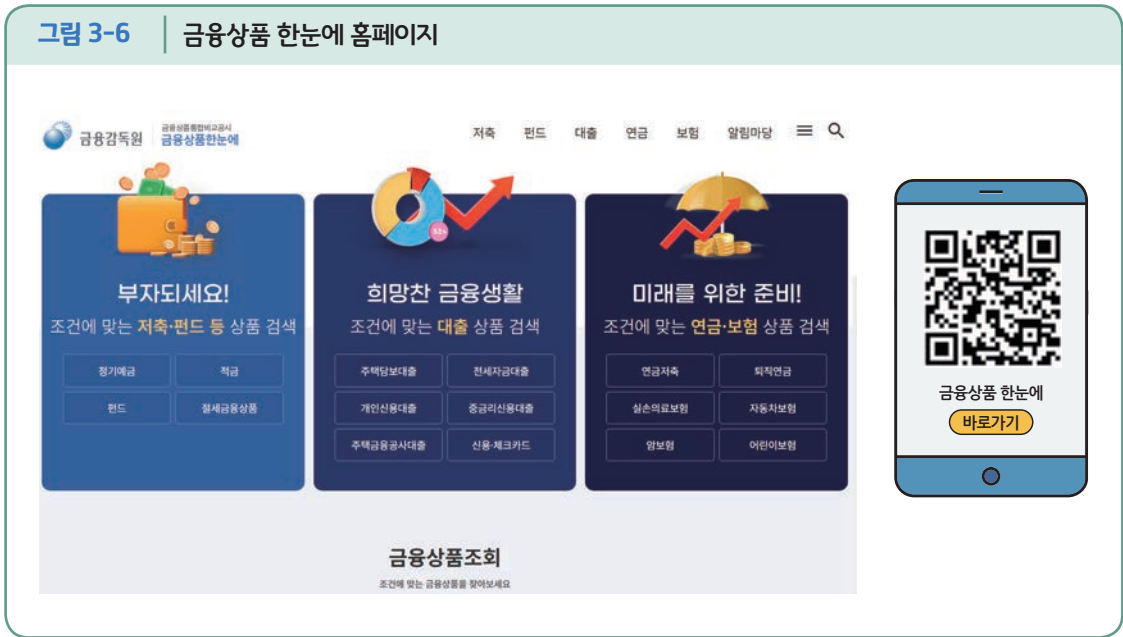 그림 3-6 금융상품 한눈에 홈페이지
금융감독원
금융상품통합비교공시
금융상품한눈에
저축 펀드 대출 연금 보험 알림마당
부자되세요!
조건에 맞는 저축·펀드 등 상품 검색
정기예금 적금
펀드 절세금융상품
52%
희망찬 금융생활
조건에 맞는 대출 상품 검색
주택담보대출 전세자금대출
개인신용대출 중금리신용대출
주택금융공사대출 신용·체크카드
미래를 위한 준비!
조건에 맞는 연금·보험 상품 검색
연금저축 퇴직연금
실손의료보험 자동차보험
암보험 어린이보험
금융상품 한눈에
바로가기
금융상품조회
조건에 맞는 금융상품을 찾아보세요